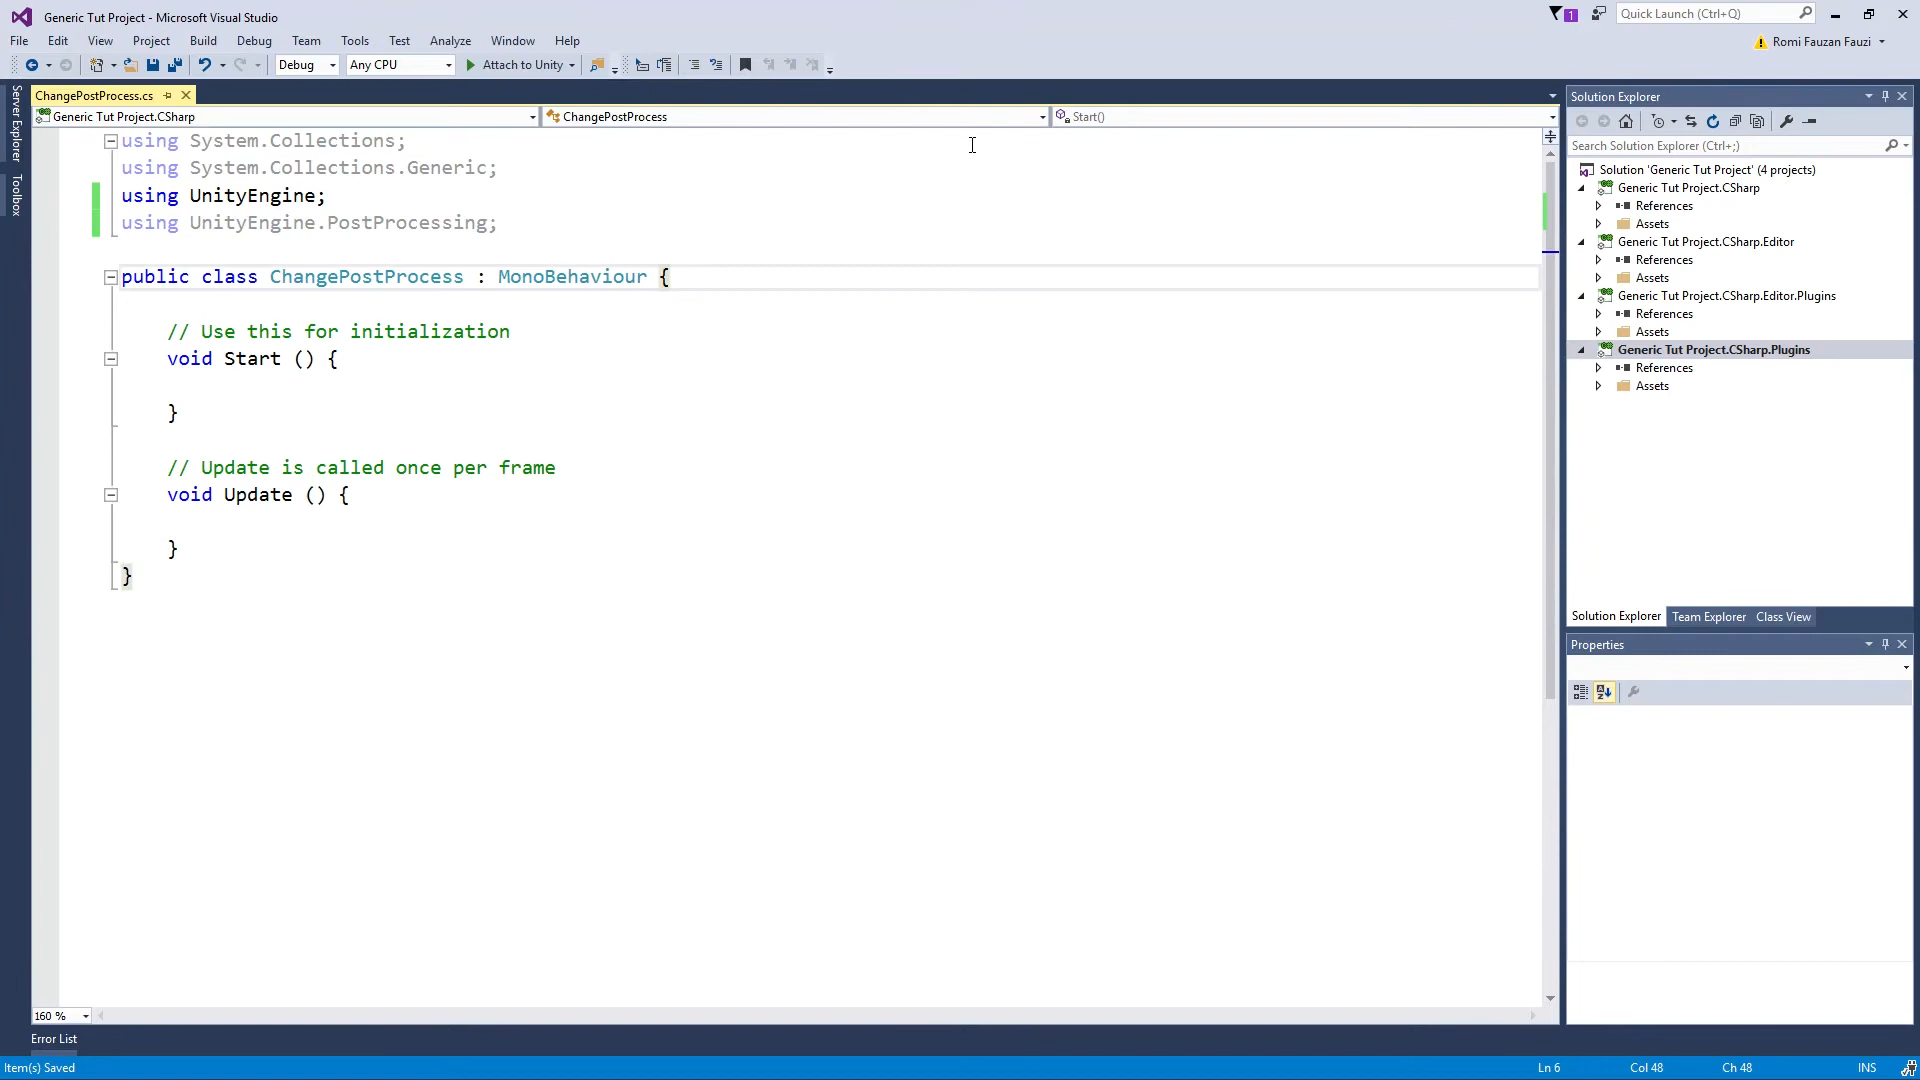 Generic Tut Project - Microsoft Visual Studio
1
Quick Launch (Ctrl+Q)
File Edit View Project Build Debug Team Tools Test Analyze Window Help
Romi Fauzan Fauzi
Debug Any CPU Attach to Unity
Server Explorer
Toolbox
ChangePostProcess.cs
Generic Tut Project.CSharp ChangePostProcess Start()
using System.Collections;
using System.Collections.Generic;
using UnityEngine;
using UnityEngine.PostProcessing;
public class ChangePostProcess : MonoBehaviour {
// Use this for initialization
void Start () {
}
// Update is called once per frame
void Update () {
}
}
160 %
Solution Explorer
Search Solution Explorer (Ctrl+;)
Solution 'Generic Tut Project' (4 projects)
Generic Tut Project.CSharp
References
Assets
Generic Tut Project.CSharp.Editor
References
Assets
Generic Tut Project.CSharp.Editor.Plugins
References
Assets
Generic Tut Project.CSharp.Plugins
References
Assets
Solution Explorer Team Explorer Class View
Properties
Error List
Item(s) Saved Ln 6 Col 48 Ch 48 INS